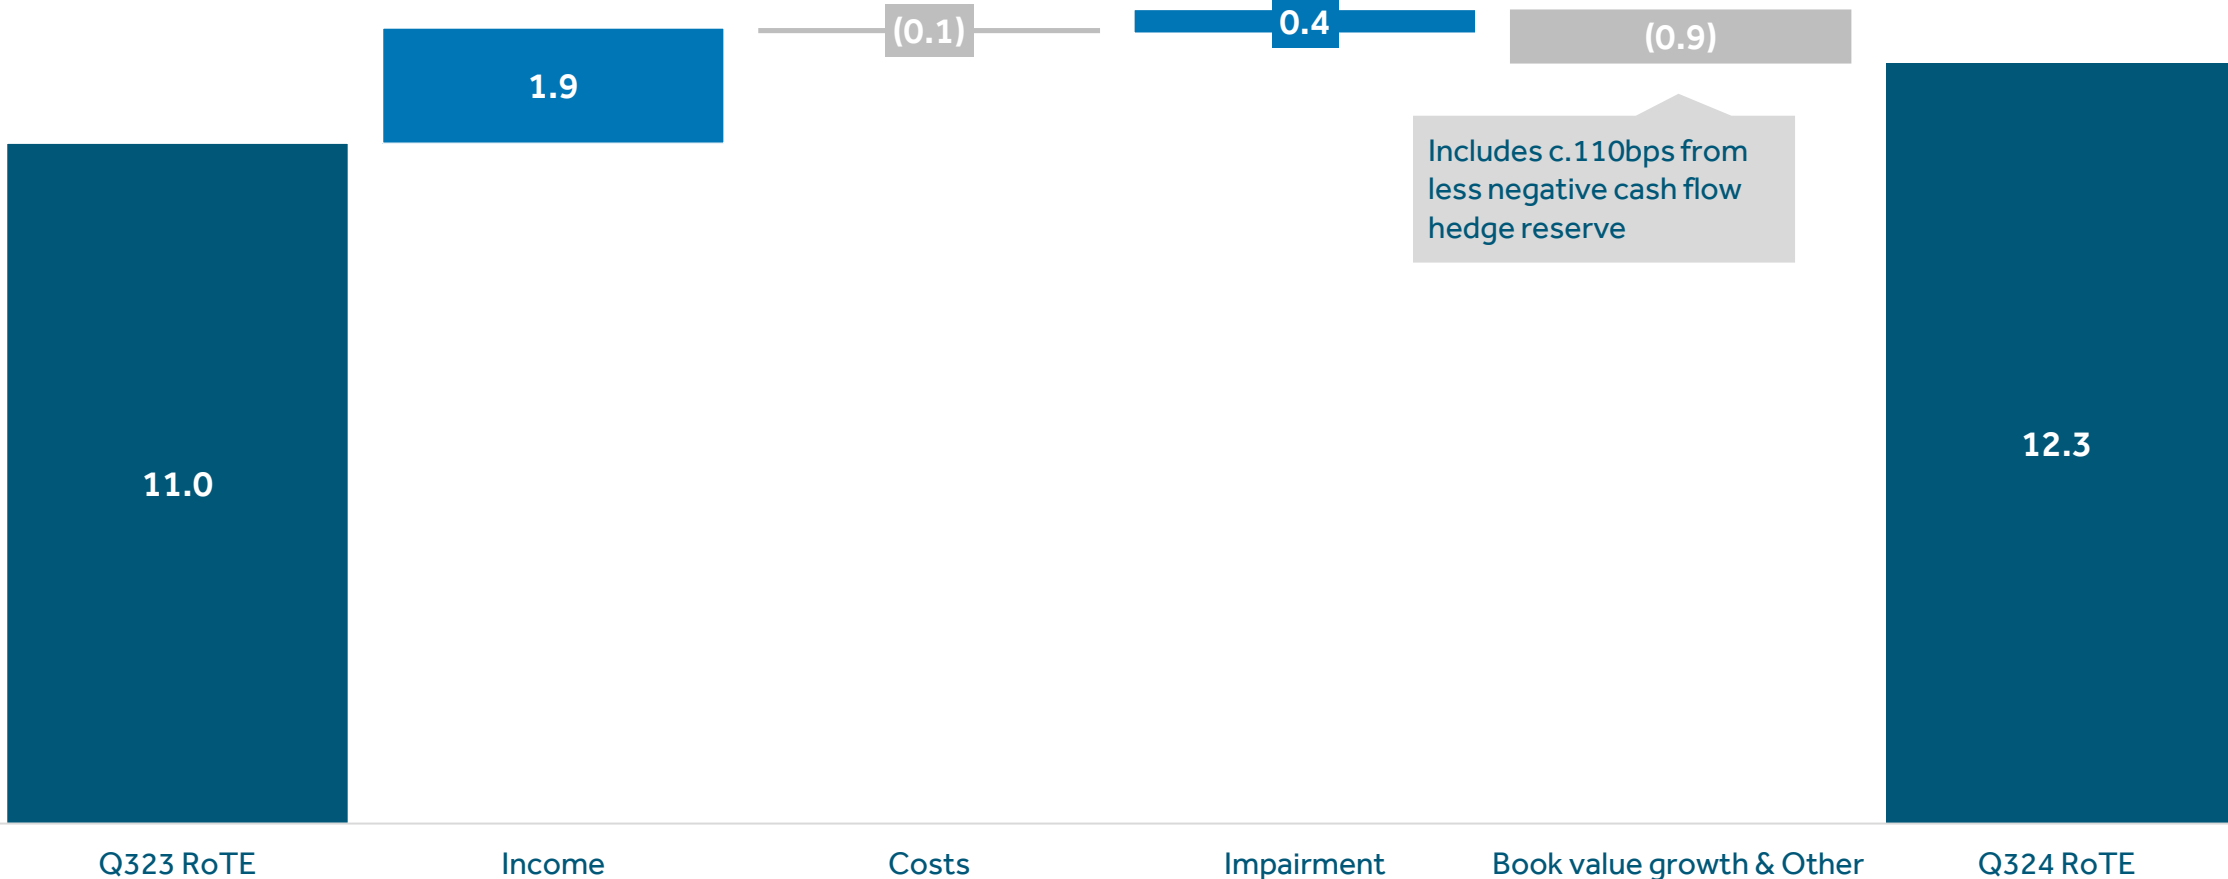 (0.1)
0.4
(0.9)
1.9
Includes c.110bps from
less negative cash flow
hedge reserve
11.0
12.3
Q323 RoTE
Income
Costs
Impairment
Book value growth & Other
Q324 RoTE